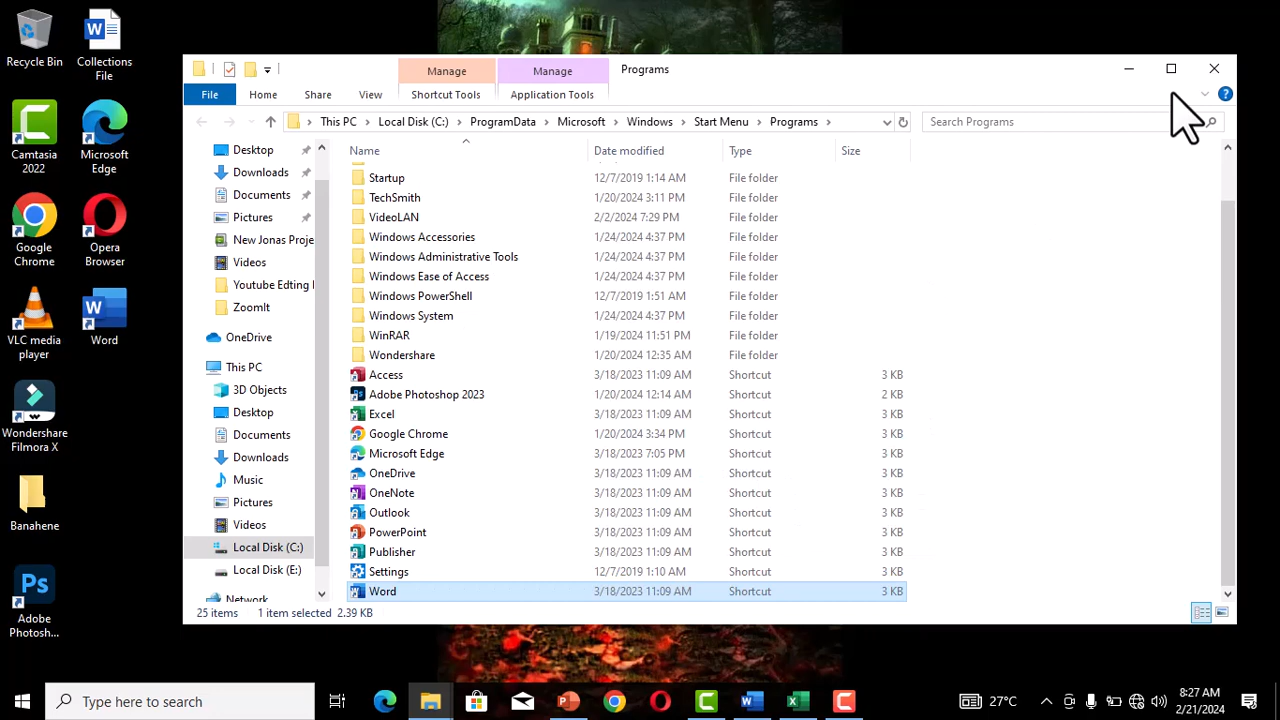 Recycle Bin
Collections File
Camtasia 2022
Microsoft Edge
Google Chrome
Opera Browser
VLC media player
Word
Wondershare Filmora X
Banahene
Adobe Photosh...
Manage
Manage
Programs
File
Home
Share
View
Shortcut Tools
Application Tools
This PC
Local Disk (C:)
ProgramData
Microsoft
Windows
Start Menu
Programs
Search Programs
Desktop
Downloads
Documents
Pictures
New Jonas Proje
Videos
Youtube Edting
ZoomIt
OneDrive
This PC
3D Objects
Desktop
Documents
Downloads
Music
Pictures
Videos
Local Disk (C:)
Local Disk (E:)
Network
Name Date modified Type Size
Startup 12/7/2019 1:14 AM File folder
TechSmith 1/20/2024 3:11 PM File folder
VideoLAN 2/2/2024 7:29 PM File folder
Windows Accessories 1/24/2024 4:37 PM File folder
Windows Administrative Tools 1/24/2024 4:37 PM File folder
Windows Ease of Access 1/24/2024 4:37 PM File folder
Windows PowerShell 12/7/2019 1:51 AM File folder
Windows System 1/24/2024 4:37 PM File folder
WinRAR 1/19/2024 11:51 PM File folder
Wondershare 1/20/2024 12:35 AM File folder
Access 3/18/2023 11:09 AM Shortcut 3 KB
Adobe Photoshop 2023 1/20/2024 12:14 AM Shortcut 2 KB
Excel 3/18/2023 11:09 AM Shortcut 3 KB
Google Chrome 1/20/2024 3:34 PM Shortcut 3 KB
Microsoft Edge 3/18/2023 7:05 PM Shortcut 3 KB
OneDrive 3/18/2023 11:09 AM Shortcut 3 KB
OneNote 3/18/2023 11:09 AM Shortcut 3 KB
Outlook 3/18/2023 11:09 AM Shortcut 3 KB
PowerPoint 3/18/2023 11:09 AM Shortcut 3 KB
Publisher 3/18/2023 11:09 AM Shortcut 3 KB
Settings 12/7/2019 1:10 AM Shortcut 3 KB
Word 3/18/2023 11:09 AM Shortcut 3 KB
25 items 1 item selected 2.39 KB
Type here to search
27°C
8:27 AM
2/21/2024